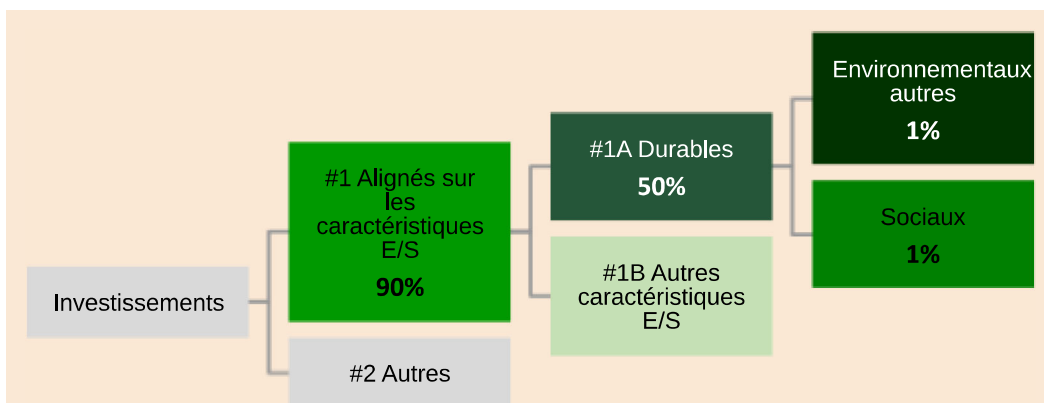 Investissements
#1 Alignés sur
les
caractéristiques
E/S
90%
#2 Autres
#1A Durables
50%
#1B Autres
caractéristiques
E/S
Environnementaux
autres
1%
Sociaux
1%